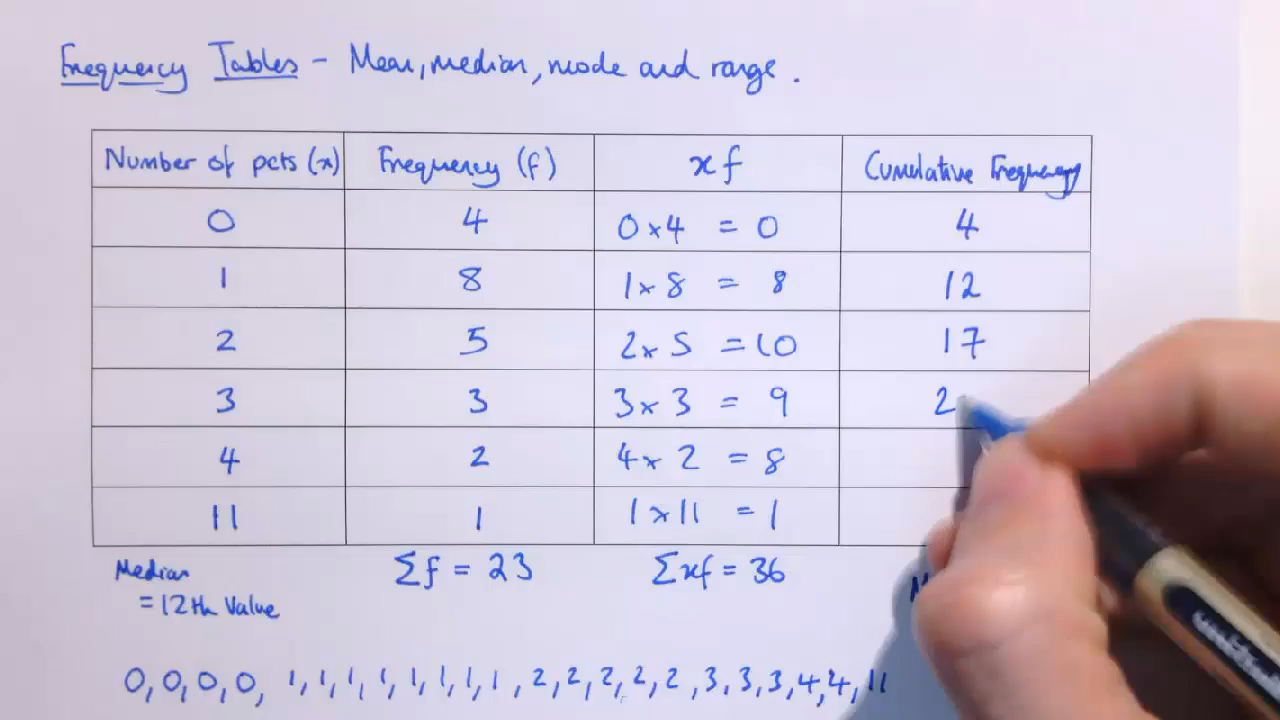 Frequency Tables - Mean, median, mode and range.
Number of pets (x) Frequency (f) xf Cumulative Frequency
0 4 0 × 4 = 0 4
1 8 1 × 8 = 8 12
2 5 2 × 5 = 10 17
3 3 3 × 3 = 9 2
4 2 4 × 2 = 8
11 1 1 × 11 = 1
Median Σf = 23 Σxf = 36
= 12th Value
0, 0, 0, 0, 1, 1, 1, 1, 1, 1, 1, 1, 2, 2, 2, 2, 2, 3, 3, 3, 4, 4, 11